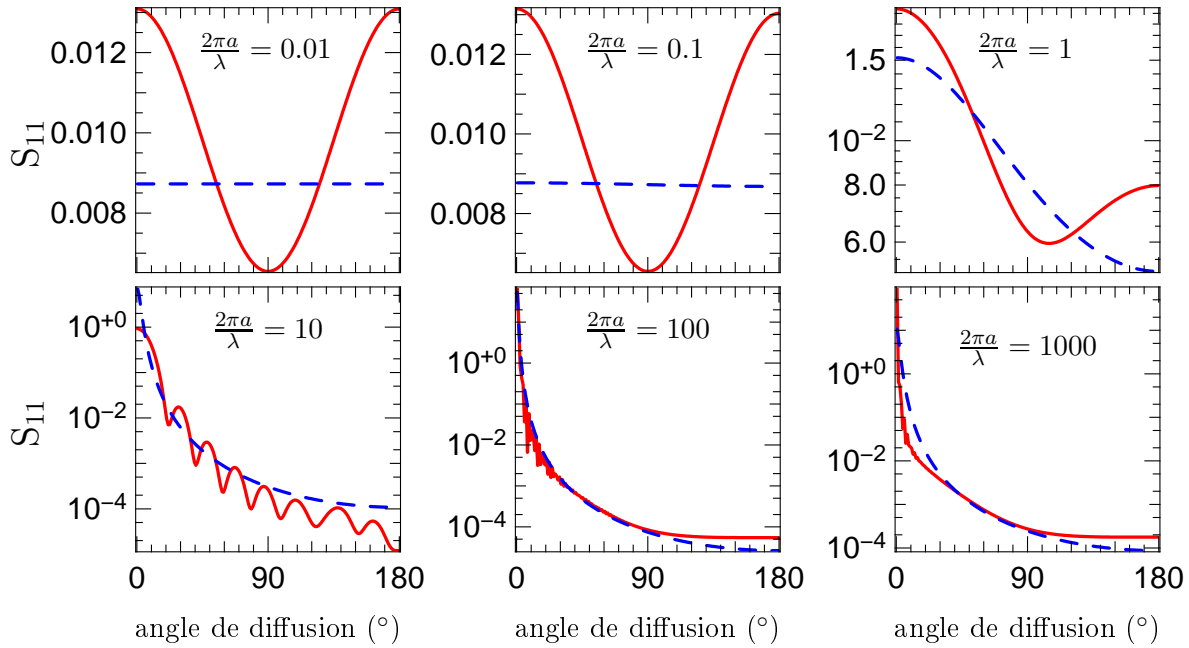 S₁₁
0.012
0.010
0.008
2πa/λ = 0.01
0.012
0.010
0.008
2πa/λ = 0.1
1.5
10⁻²
8.0
6.0
2πa/λ = 1
S₁₁
10⁺⁰
10⁻²
10⁻⁴
2πa/λ = 10
0 90 180
angle de diffusion (°)
10⁺⁰
10⁻²
10⁻⁴
2πa/λ = 100
0 90 180
angle de diffusion (°)
10⁺⁰
10⁻²
10⁻⁴
2πa/λ = 1000
0 90 180
angle de diffusion (°)